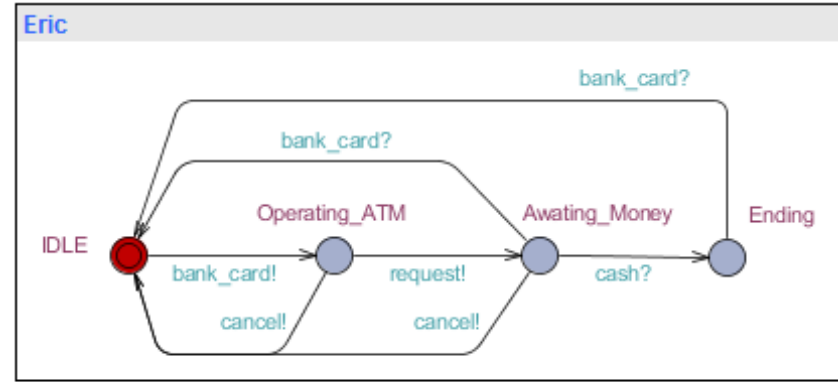 Eric
bank_card?
bank_card?
Operating_ATM
Awating_Money
Ending
IDLE
bank_card!
request!
cash?
cancel!
cancel!